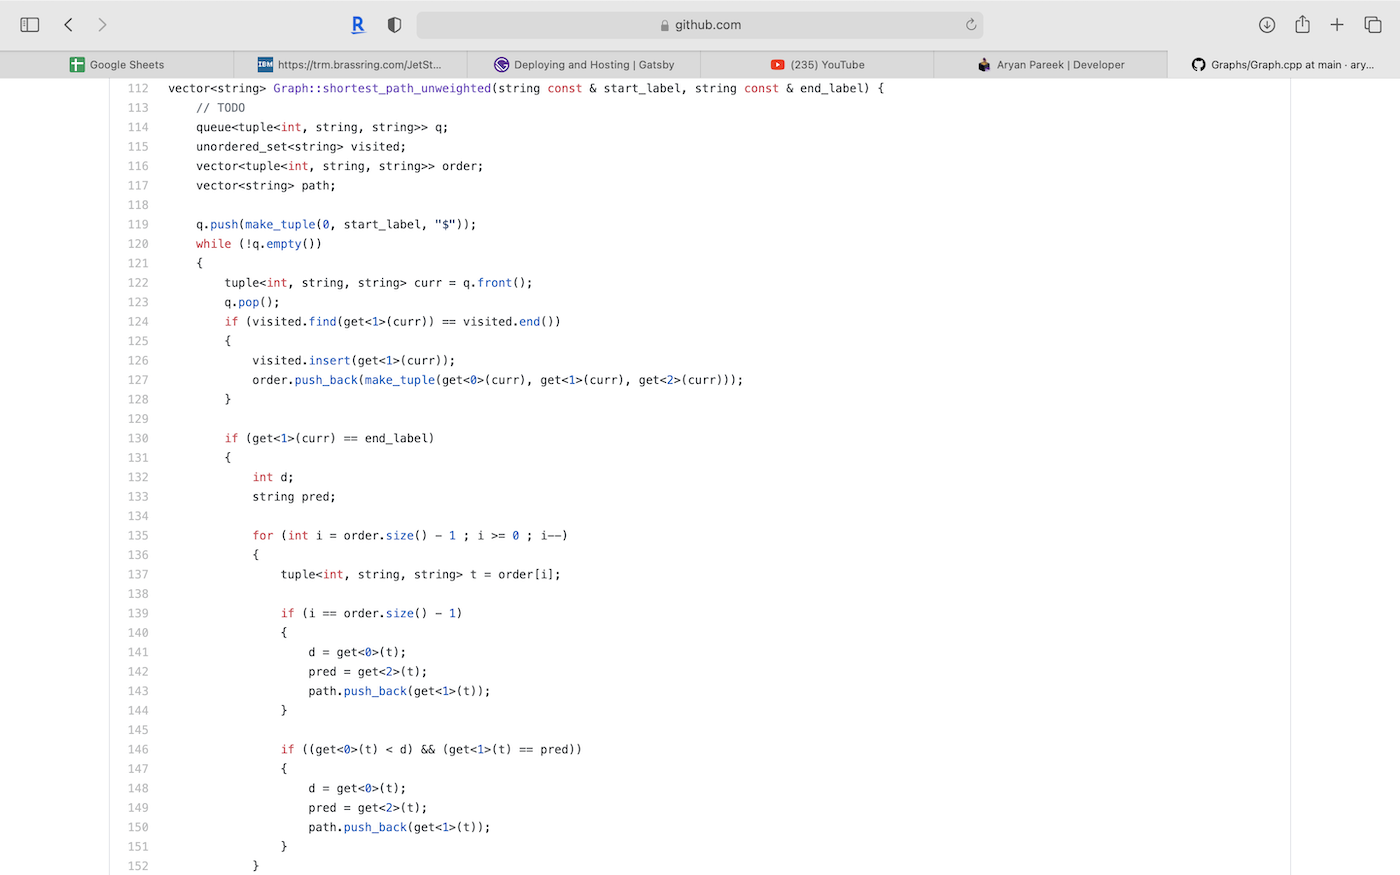 R
github.com
Google Sheets
IBM
https://trm.brassring.com/JetSt...
Deploying and Hosting | Gatsby
(235) YouTube
Aryan Pareek | Developer
Graphs/Graph.cpp at main · ary...
112 vector<string> Graph::shortest_path_unweighted(string const & start_label, string const & end_label) {
113     // TODO
114     queue<tuple<int, string, string>> q;
115     unordered_set<string> visited;
116     vector<tuple<int, string, string>> order;
117     vector<string> path;
118
119     q.push(make_tuple(0, start_label, "$"));
120     while (!q.empty())
121     {
122         tuple<int, string, string> curr = q.front();
123         q.pop();
124         if (visited.find(get<1>(curr)) == visited.end())
125         {
126             visited.insert(get<1>(curr));
127             order.push_back(make_tuple(get<0>(curr), get<1>(curr), get<2>(curr)));
128         }
129
130         if (get<1>(curr) == end_label)
131         {
132             int d;
133             string pred;
134
135             for (int i = order.size() - 1 ; i >= 0 ; i--)
136             {
137                 tuple<int, string, string> t = order[i];
138
139                 if (i == order.size() - 1)
140                 {
141                     d = get<0>(t);
142                     pred = get<2>(t);
143                     path.push_back(get<1>(t));
144                 }
145
146                 if ((get<0>(t) < d) && (get<1>(t) == pred))
147                 {
148                     d = get<0>(t);
149                     pred = get<2>(t);
150                     path.push_back(get<1>(t));
151                 }
152             }